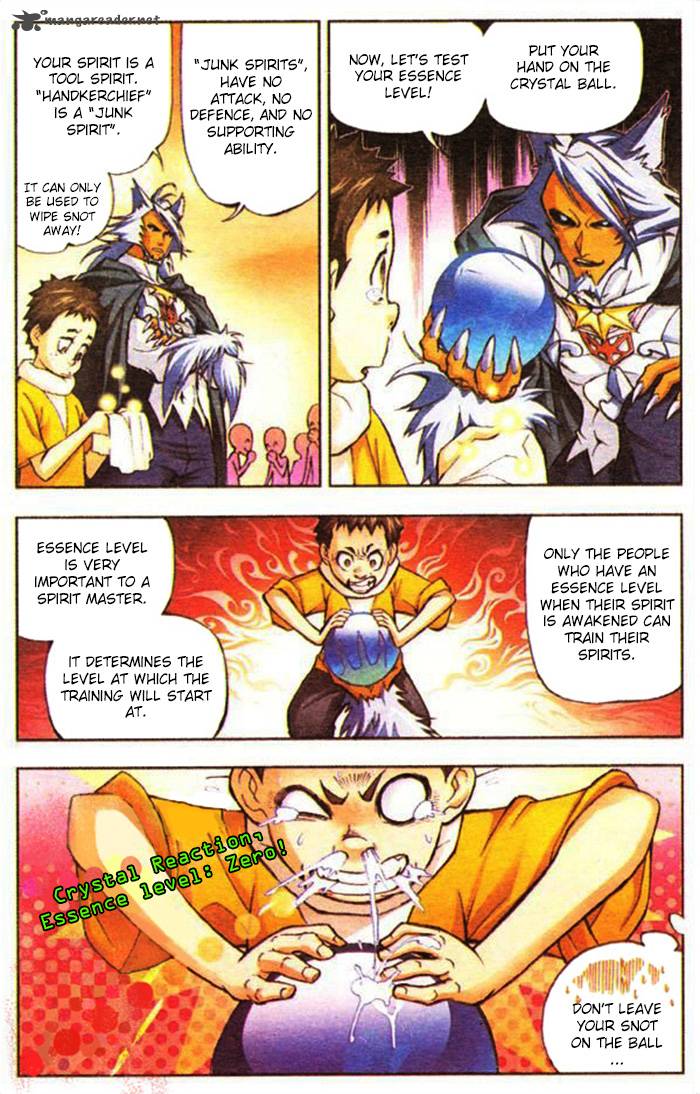 mangareader.net
YOUR SPIRIT IS A
TOOL SPIRIT.
"HANDKERCHIEF"
IS A "JUNK
SPIRIT".
"JUNK SPIRITS",
HAVE NO
ATTACK, NO
DEFENCE, AND NO
SUPPORTING
ABILITY.
IT CAN ONLY
BE USED TO
WIPE SNOT
AWAY!
NOW, LET'S TEST
YOUR ESSENCE
LEVEL!
PUT YOUR
HAND ON THE
CRYSTAL BALL.
ESSENCE LEVEL
IS VERY
IMPORTANT TO A
SPIRIT MASTER.
IT DETERMINES THE
LEVEL AT WHICH THE
TRAINING WILL START
AT.
ONLY THE PEOPLE
WHO HAVE AN
ESSENCE LEVEL
WHEN THEIR SPIRIT
IS AWAKENED CAN
TRAIN THEIR
SPIRITS.
Crystal Reaction,
Essence level: Zero!
DON'T LEAVE
YOUR SNOT
ON THE BALL
...